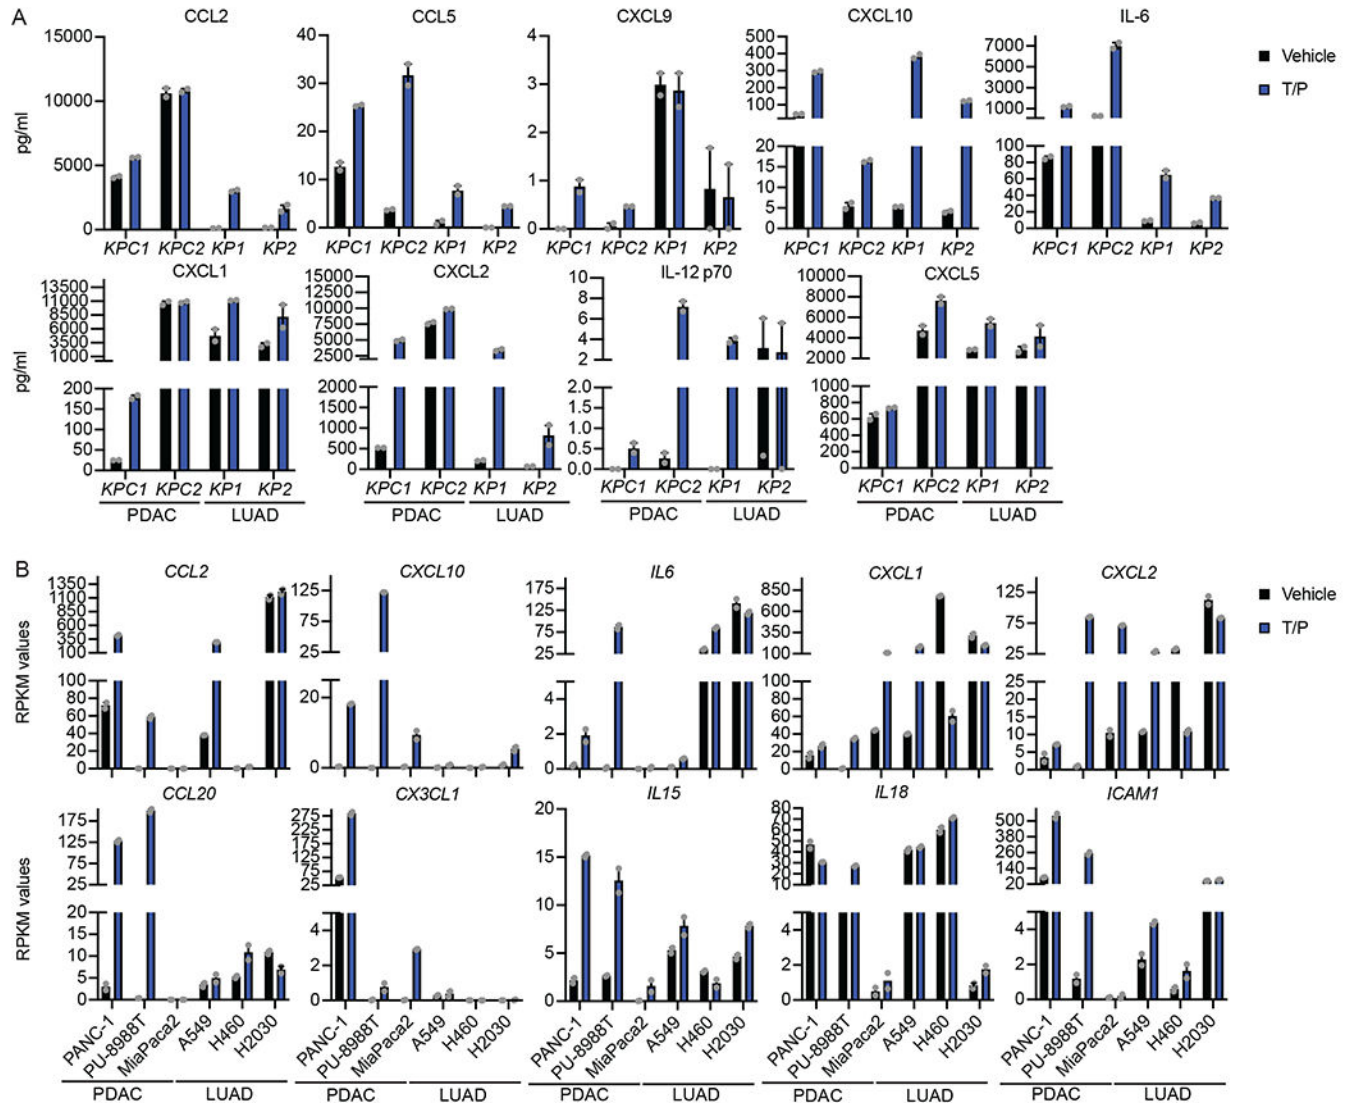 A
CCL2
CCL5
CXCL9
CXCL10
IL-6
pg/ml
15000
10000
5000
0
KPC1 KPC2 KP1 KP2
40
30
20
10
0
KPC1 KPC2 KP1 KP2
4
3
2
1
0
KPC1 KPC2 KP1 KP2
500
400
300
200
100
20
15
10
5
0
KPC1 KPC2 KP1 KP2
7000
5000
3000
1000
100
80
60
40
20
0
KPC1 KPC2 KP1 KP2
Vehicle
T/P
CXCL1
CXCL2
IL-12 p70
CXCL5
pg/ml
13500
11000
8500
6000
3500
1000
200
150
100
50
0
KPC1 KPC2 KP1 KP2
PDAC LUAD
15000
12500
10000
7500
5000
2500
2000
1500
1000
500
0
KPC1 KPC2 KP1 KP2
PDAC LUAD
10
8
6
4
2
2.0
1.5
1.0
0.5
0.0
KPC1 KPC2 KP1 KP2
PDAC LUAD
10000
8000
6000
4000
2000
1000
800
600
400
200
0
KPC1 KPC2 KP1 KP2
PDAC LUAD
B
CCL2
CXCL10
IL6
CXCL1
CXCL2
RPKM values
1350
1100
850
600
350
100
100
80
60
40
20
0
125
75
25
20
0
175
125
75
25
4
2
0
850
600
350
100
100
80
60
40
20
0
125
75
25
25
20
15
10
5
0
Vehicle
T/P
CCL20
CX3CL1
IL15
IL18
ICAM1
RPKM values
175
125
75
25
20
15
10
5
0
PANC-1
PU-8988T
MiaPaca2
A549
H460
H2030
PDAC LUAD
275
225
175
125
75
25
4
2
0
PANC-1
PU-8988T
MiaPaca2
A549
H460
H2030
PDAC LUAD
20
15
10
5
0
PANC-1
PU-8988T
MiaPaca2
A549
H460
H2030
PDAC LUAD
80
70
60
50
40
30
20
10
4
2
0
PANC-1
PU-8988T
MiaPaca2
A549
H460
H2030
PDAC LUAD
500
380
260
140
20
4
2
0
PANC-1
PU-8988T
MiaPaca2
A549
H460
H2030
PDAC LUAD